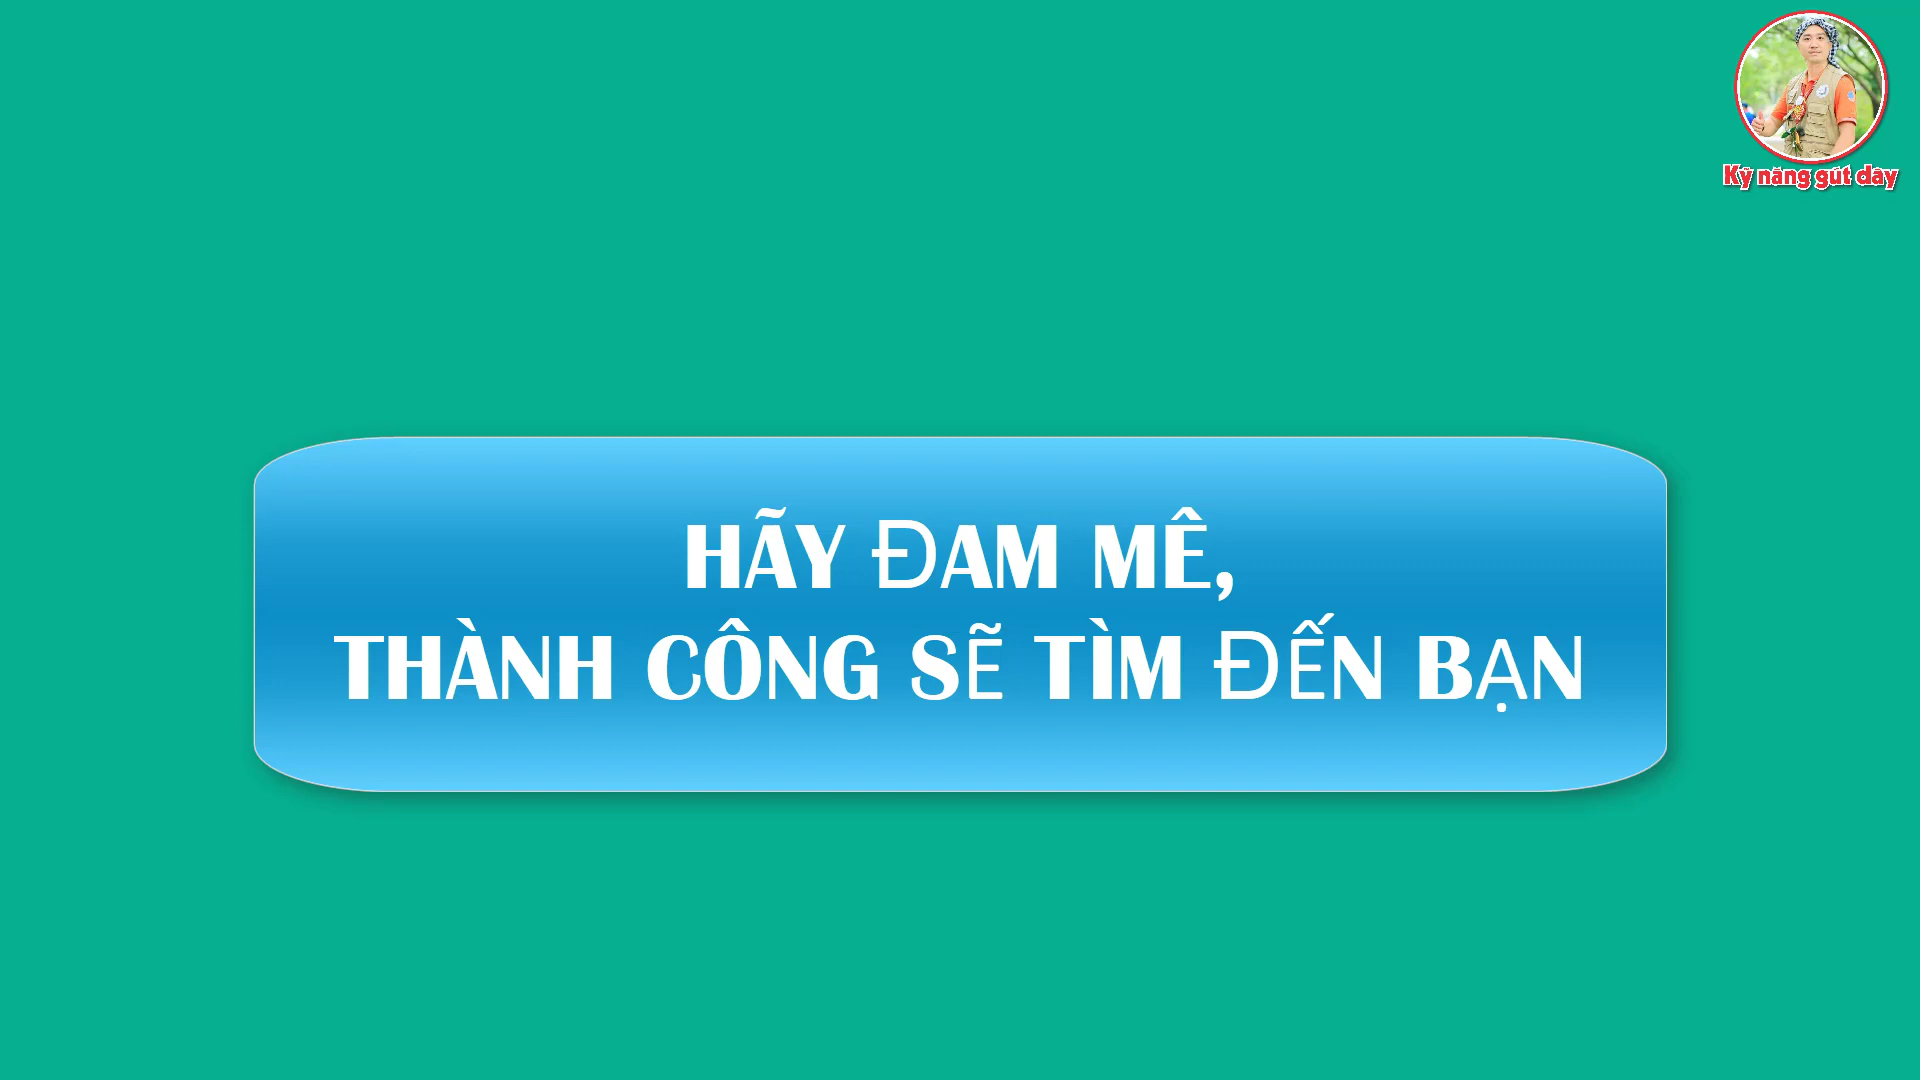 Kỹ năng gút dây
HÃY ĐAM MÊ,
THÀNH CÔNG SẼ TÌM ĐẾN BẠN